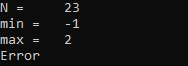 N =    23
min =   -1
max =   2
Error